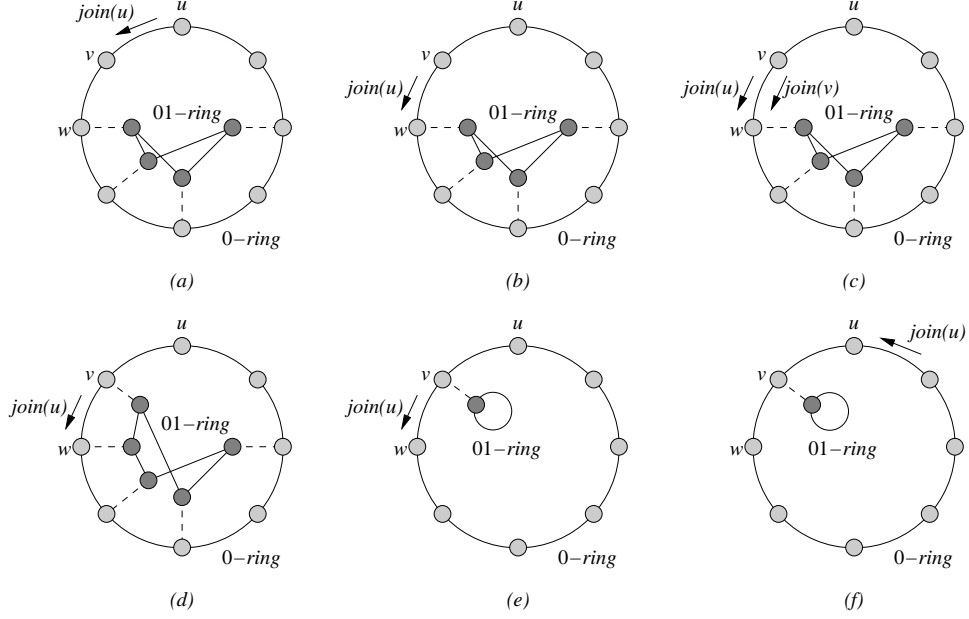 join(u)
u
v
w
01–ring
0–ring
(a)
u
v
join(u)
w
01–ring
0–ring
(b)
u
v
join(u)
join(v)
w
01–ring
0–ring
(c)
u
v
join(u)
w
01–ring
0–ring
(d)
u
v
join(u)
w
01–ring
0–ring
(e)
u
join(u)
v
w
01–ring
0–ring
(f)